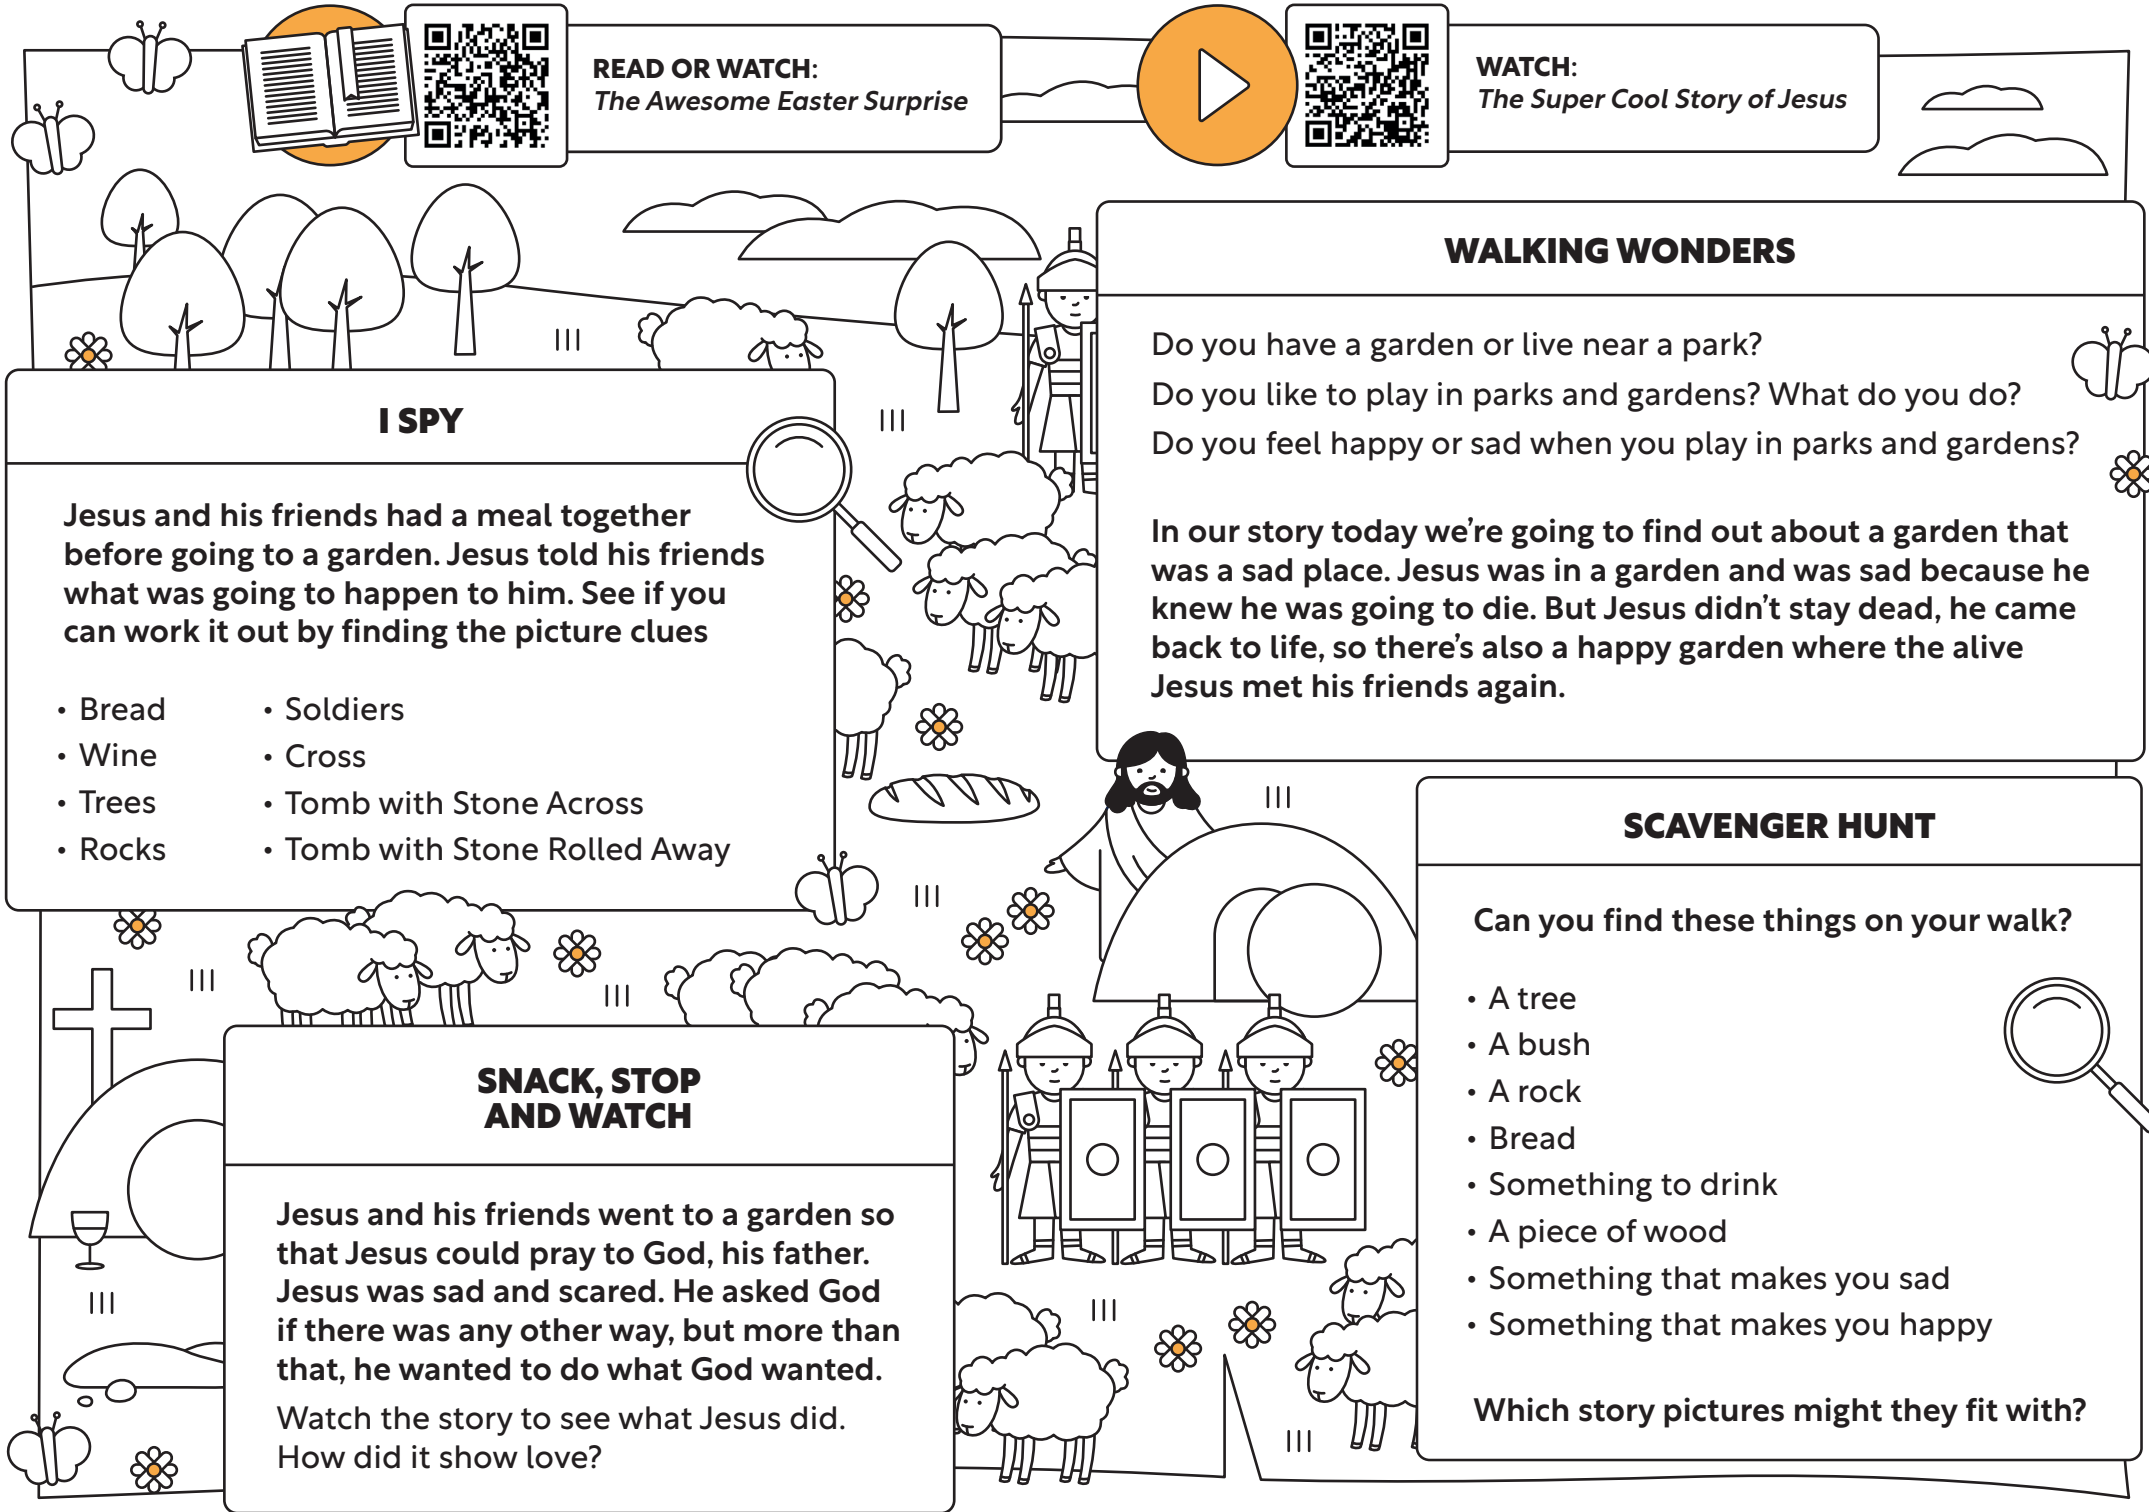 READ OR WATCH:
The Awesome Easter Surprise
WATCH:
The Super Cool Story of Jesus
WALKING WONDERS
Do you have a garden or live near a park?
Do you like to play in parks and gardens? What do you do?
Do you feel happy or sad when you play in parks and gardens?
In our story today we’re going to find out about a garden that
was a sad place. Jesus was in a garden and was sad because he
knew he was going to die. But Jesus didn’t stay dead, he came
back to life, so there’s also a happy garden where the alive
Jesus met his friends again.
I SPY
Jesus and his friends had a meal together
before going to a garden. Jesus told his friends
what was going to happen to him. See if you
can work it out by finding the picture clues
• Bread
• Wine
• Trees
• Rocks
• Soldiers
• Cross
• Tomb with Stone Across
• Tomb with Stone Rolled Away
SCAVENGER HUNT
Can you find these things on your walk?
• A tree
• A bush
• A rock
• Bread
• Something to drink
• A piece of wood
• Something that makes you sad
• Something that makes you happy
Which story pictures might they fit with?
SNACK, STOP
AND WATCH
Jesus and his friends went to a garden so
that Jesus could pray to God, his father.
Jesus was sad and scared. He asked God
if there was any other way, but more than
that, he wanted to do what God wanted.
Watch the story to see what Jesus did.
How did it show love?